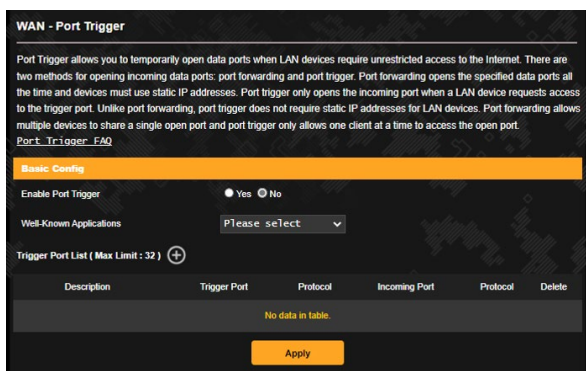 WAN - Port Trigger
Port Trigger allows you to temporarily open data ports when LAN devices require unrestricted access to the Internet. There are
two methods for opening incoming data ports: port forwarding and port trigger. Port forwarding opens the specified data ports all
the time and devices must use static IP addresses. Port trigger only opens the incoming port when a LAN device requests access
to the trigger port. Unlike port forwarding, port trigger does not require static IP addresses for LAN devices. Port forwarding allows
multiple devices to share a single open port and port trigger only allows one client at a time to access the open port.
Port Trigger FAQ
Basic Config
Enable Port Trigger Yes No
Well-Known Applications Please select
Trigger Port List ( Max Limit : 32 )
Description Trigger Port Protocol Incoming Port Protocol Delete
No data in table.
Apply